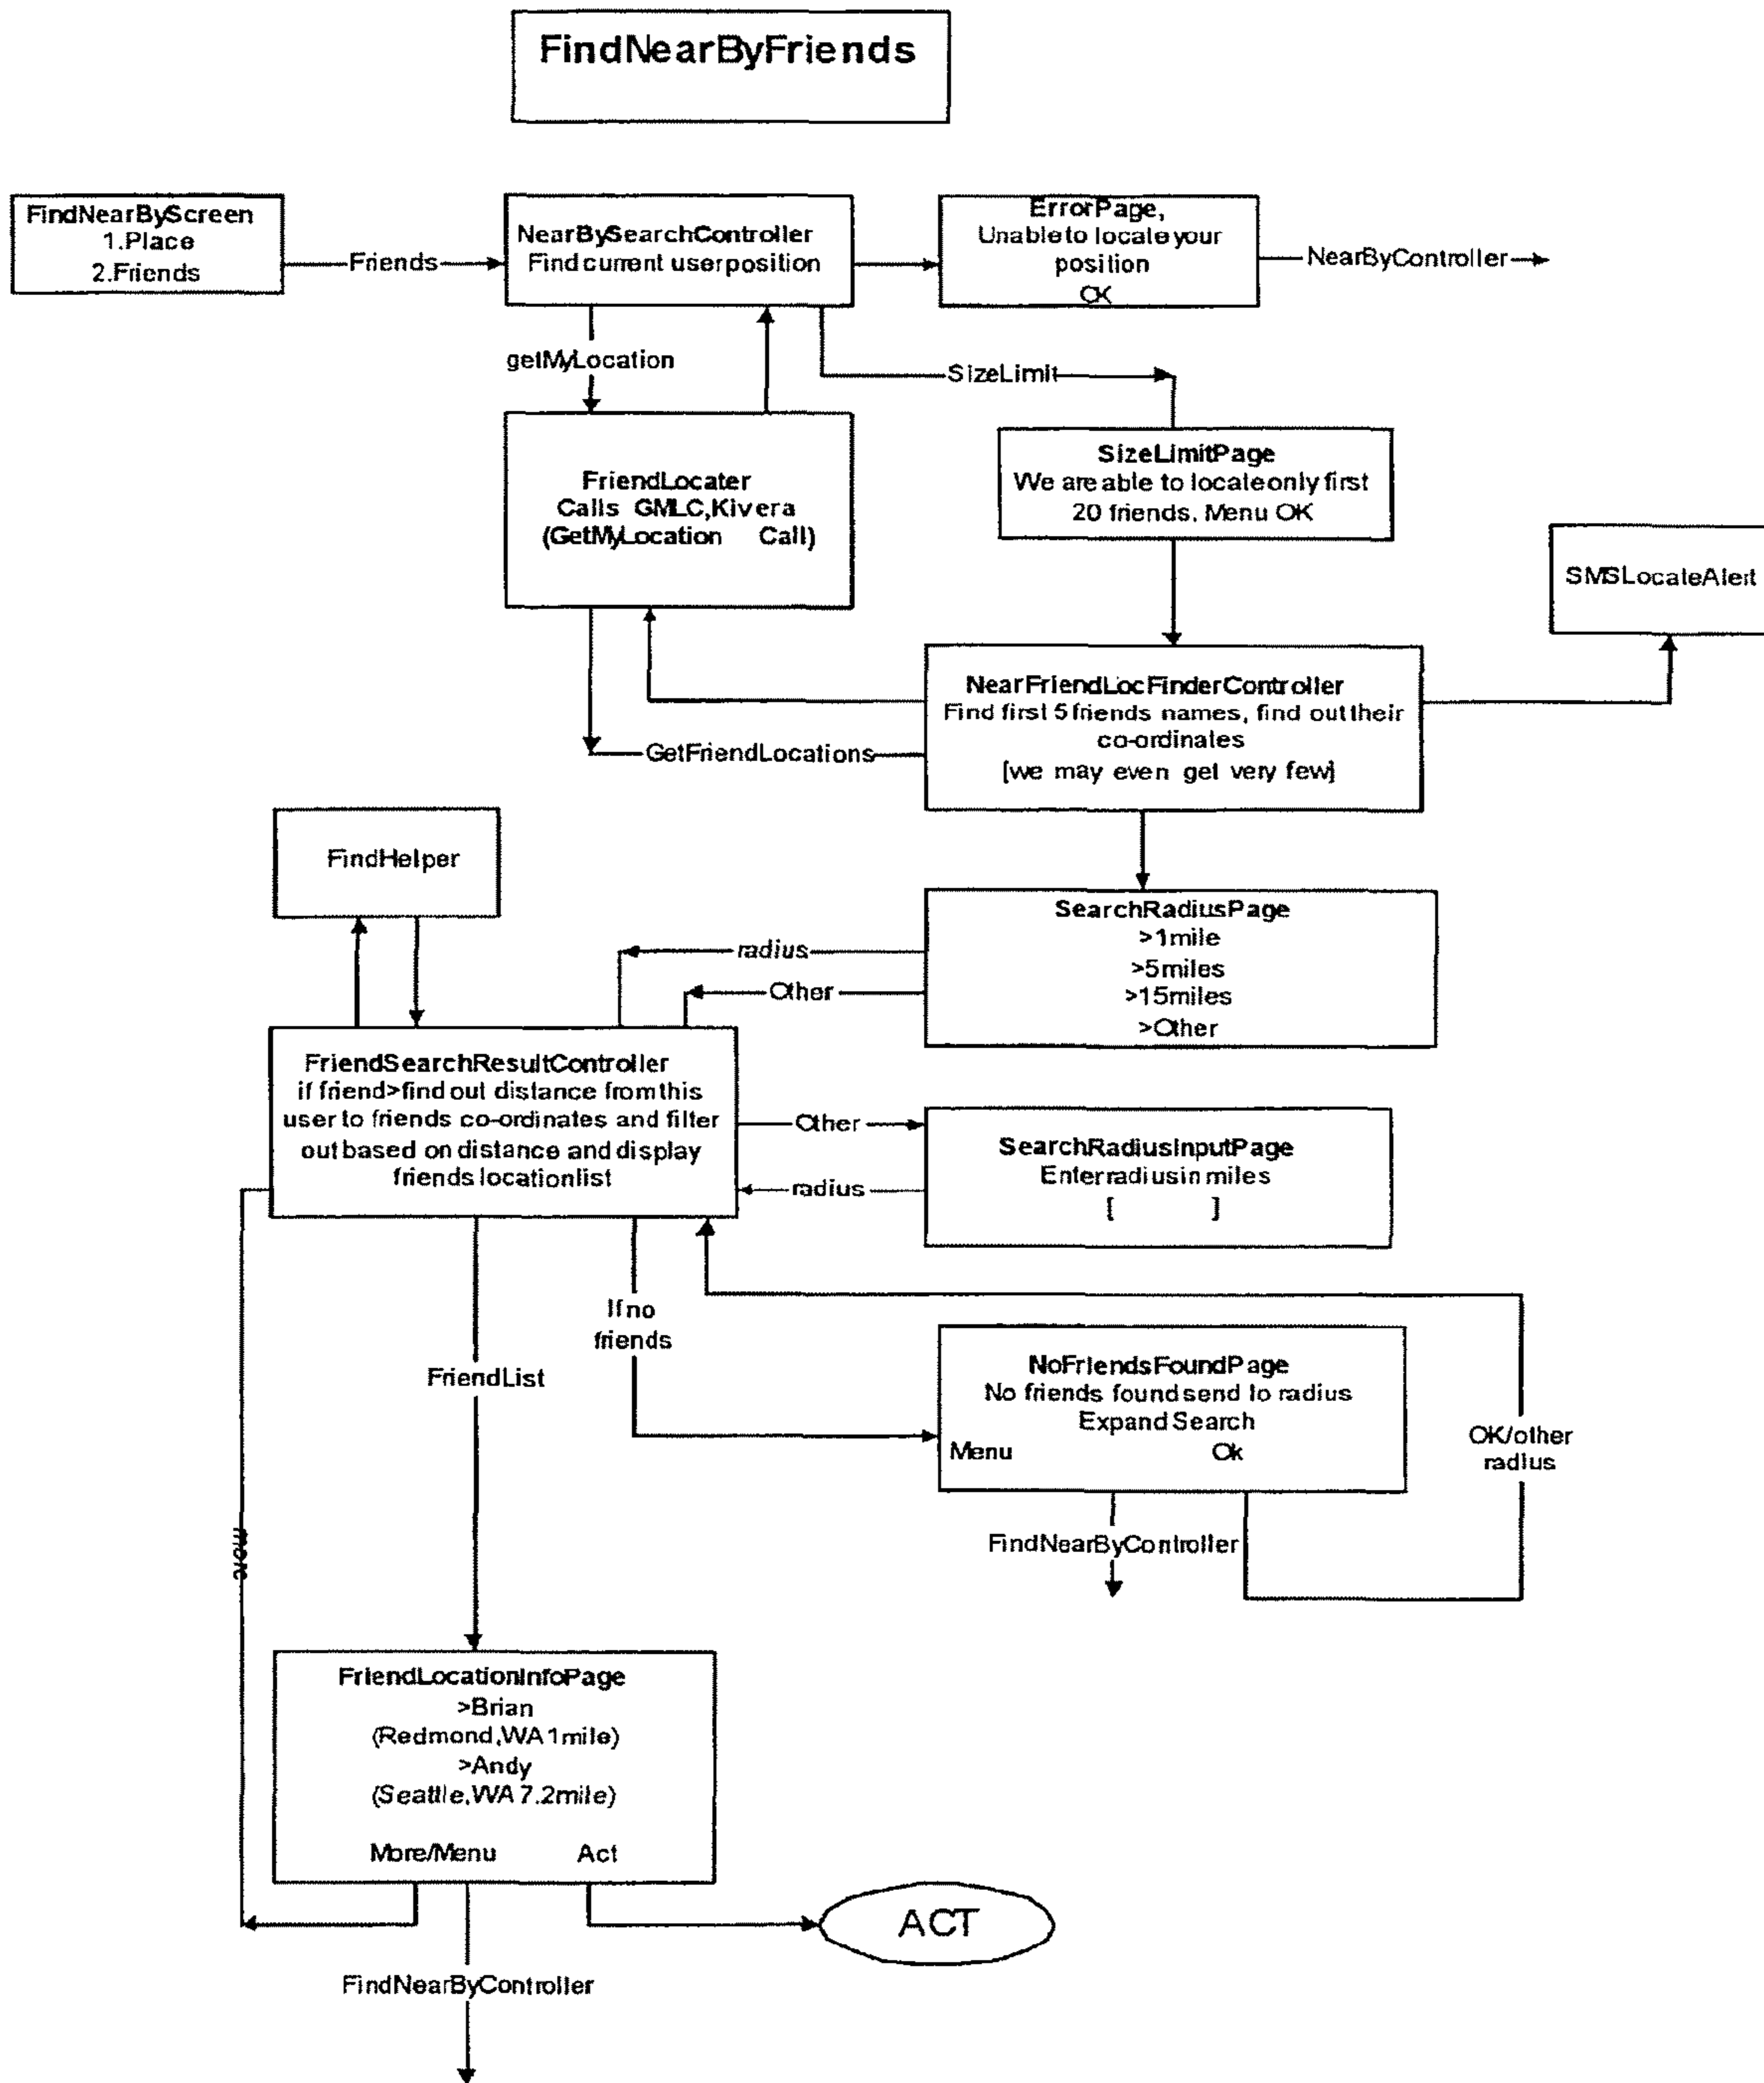 FindNearByFriends
FindNearByScreen
1.Place
2.Friends
Friends
NearBySearchController
Find current user position
ErrorPage,
Unable to locate your
position
OK
NearByController
getMyLocation
SizeLimit
FriendLocater
Calls GMLC,Kivera
(GetMyLocation Call)
SizeLimitPage
We are able to locate only first
20 friends. Menu OK
SMSLocateAlert
NearFriendLocFinderController
Find first 5 friends names, find out their
co-ordinates
[we may even get very few]
GetFriendLocations
FindHelper
SearchRadiusPage
>1mile
>5miles
>15miles
>Other
radius
Other
FriendSearchResultController
if friend>find out distance from this
user to friends co-ordinates and filter
out based on distance and display
friends location list
Other
radius
SearchRadiusInputPage
Enter radius in miles
[ ]
If no
friends
FriendList
NoFriendsFoundPage
No friends found send to radius
Expand Search
Menu Ok
OK/other
radius
FindNearByController
more
FriendLocationInfoPage
>Brian
(Redmond,WA 1mile)
>Andy
(Seattle,WA 7.2mile)
More/Menu Act
ACT
FindNearByController